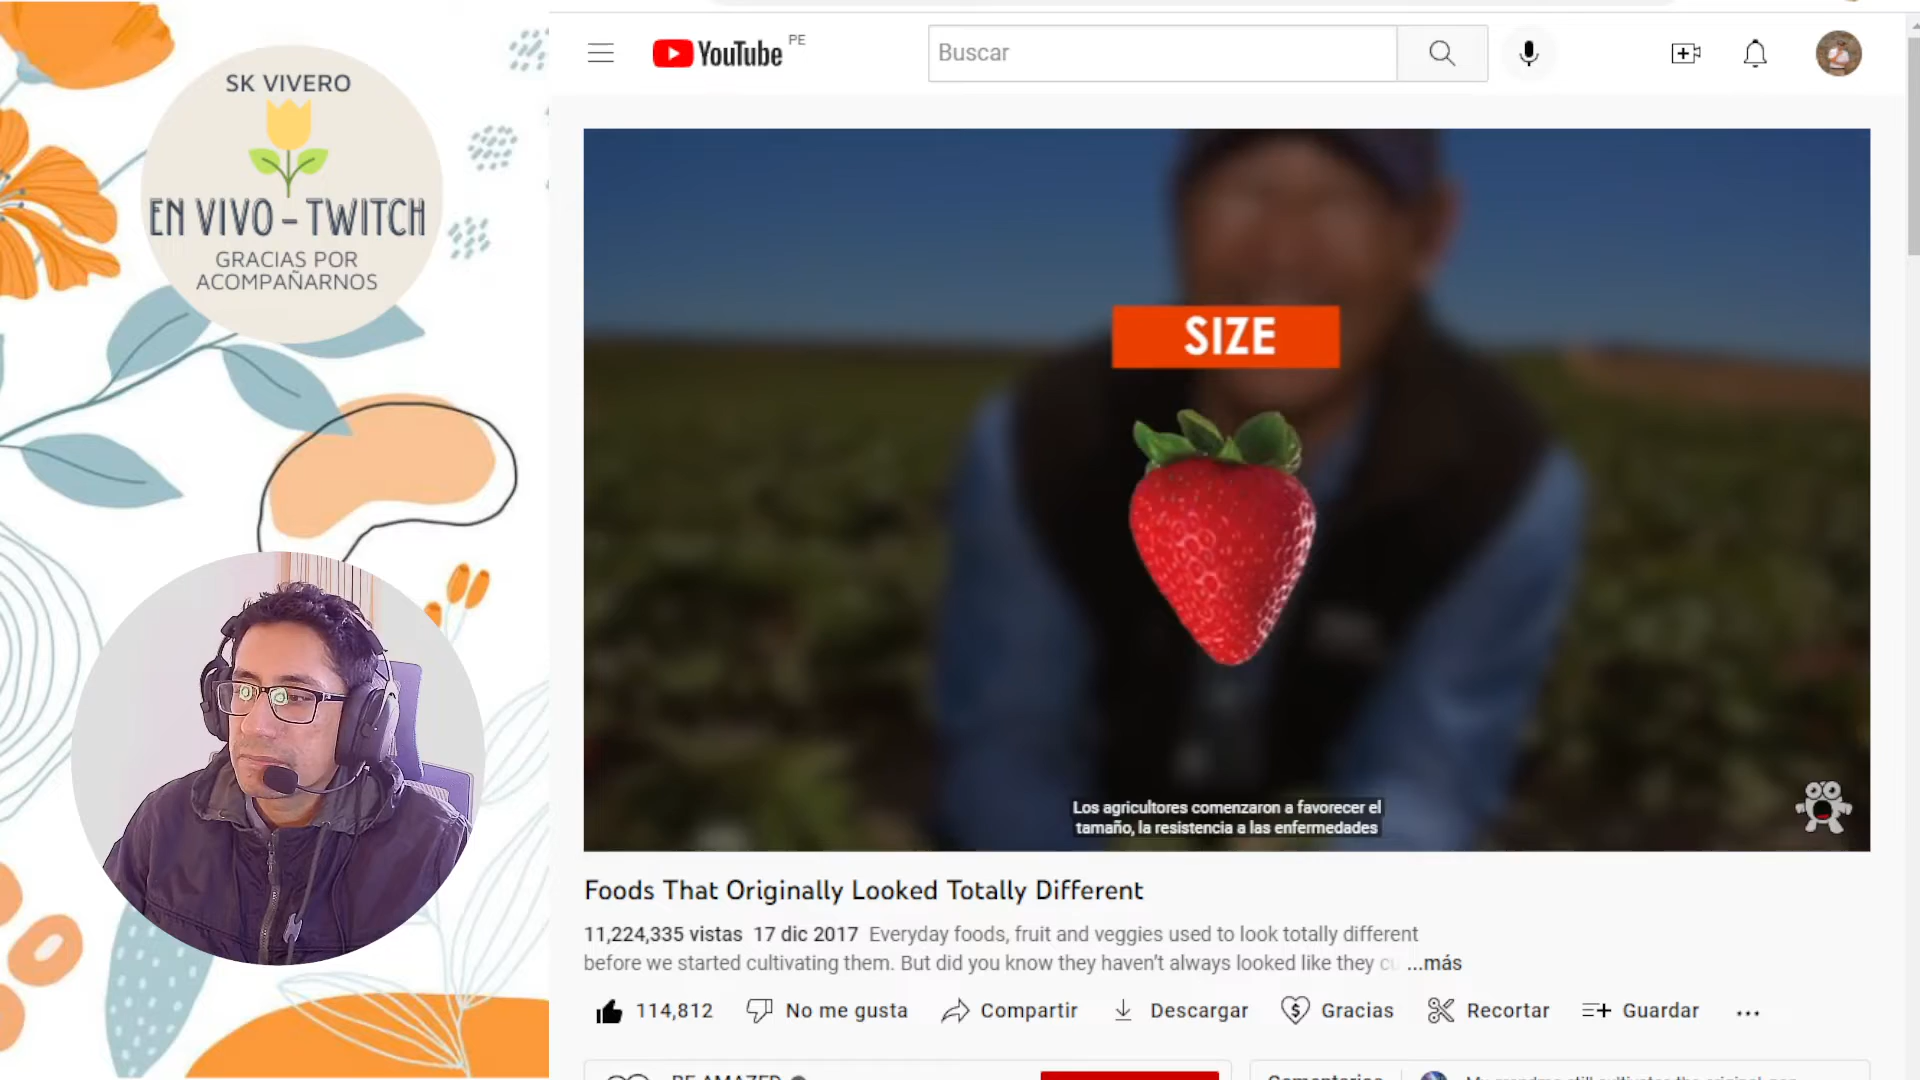 SK VIVERO
EN VIVO - TWITCH
GRACIAS POR
ACOMPAÑARNOS
YouTube PE
Buscar
SIZE
Los agricultores comenzaron a favorecer el
tamaño, la resistencia a las enfermedades
Foods That Originally Looked Totally Different
11,224,335 vistas 17 dic 2017 Everyday foods, fruit and veggies used to look totally different
before we started cultivating them. But did you know they haven't always looked like they ...más
114,812 No me gusta Compartir Descargar Gracias Recortar Guardar ...
BE AMAZED
Comentarios